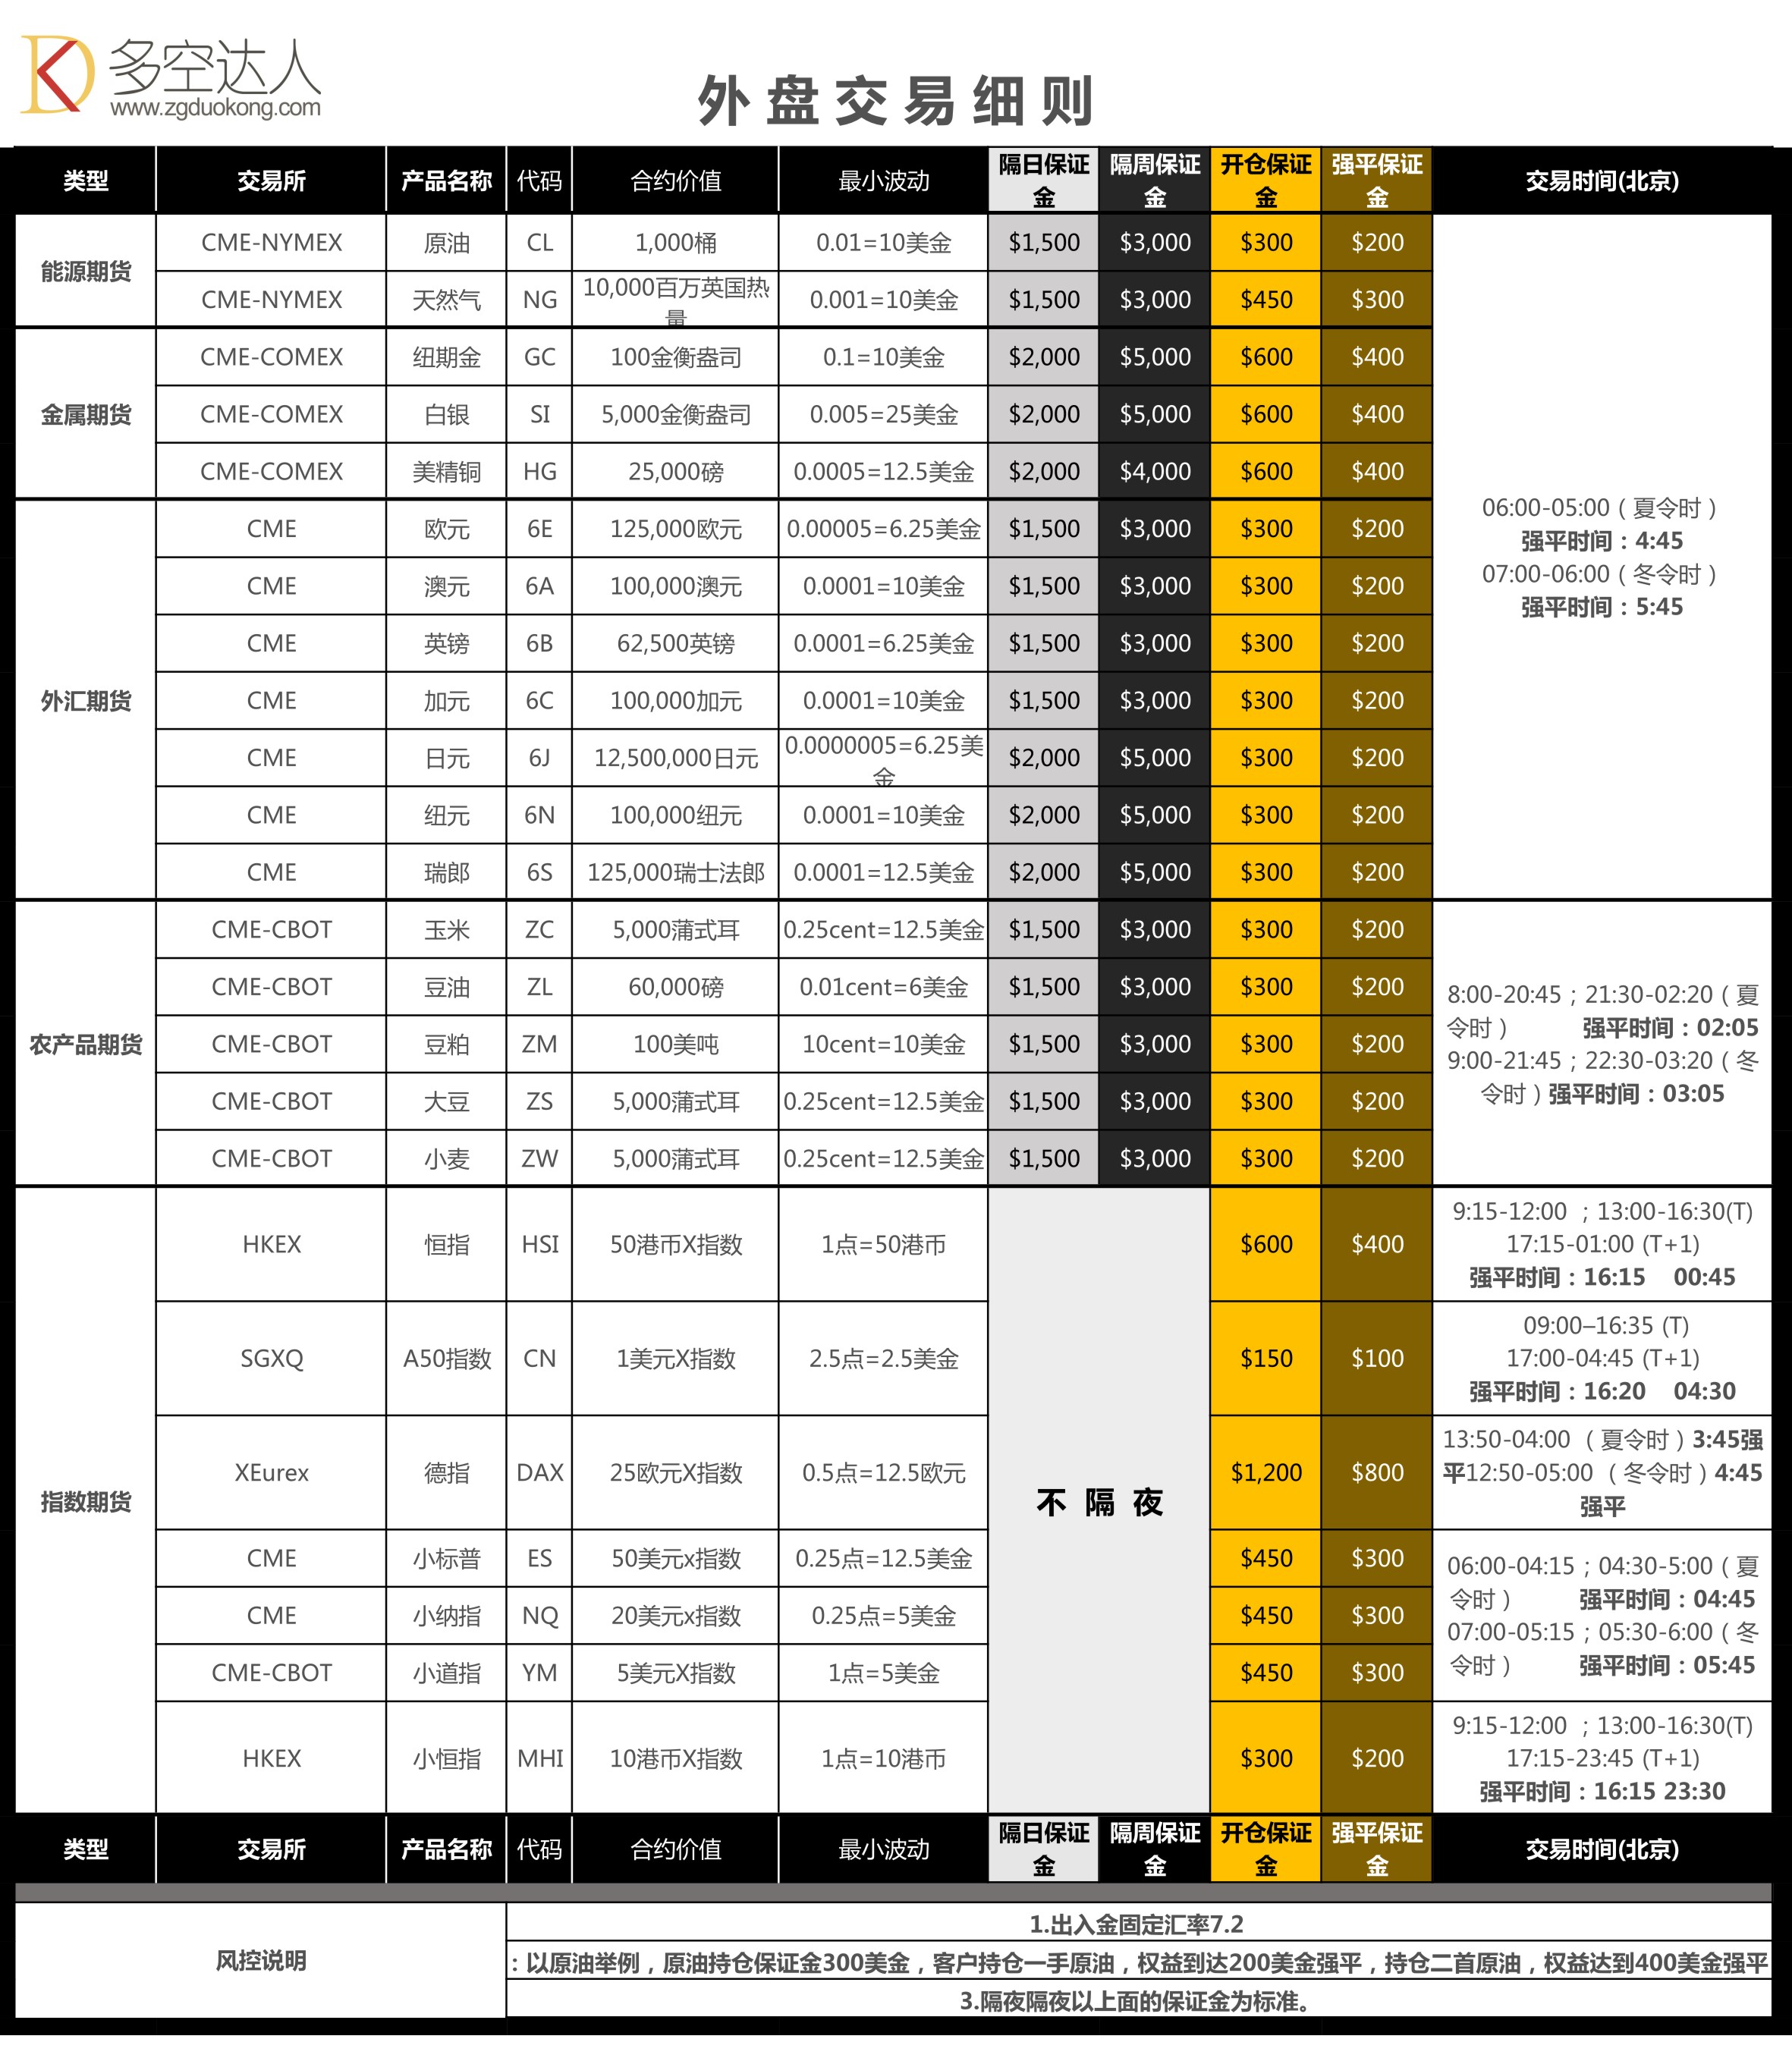 多空达人
www.zgduokong.com
外盘交易细则
类型 交易所 产品名称 代码 合约价值 最小波动 隔日保证金 隔周保证金 开仓保证金 强平保证金 交易时间(北京)
能源期货
CME-NYMEX 原油 CL 1,000桶 0.01=10美金 $1,500 $3,000 $300 $200
CME-NYMEX 天然气 NG 10,000百万英国热量 0.001=10美金 $1,500 $3,000 $450 $300
金属期货
CME-COMEX 纽期金 GC 100金衡盎司 0.1=10美金 $2,000 $5,000 $600 $400
CME-COMEX 白银 SI 5,000金衡盎司 0.005=25美金 $2,000 $5,000 $600 $400
CME-COMEX 美精铜 HG 25,000磅 0.0005=12.5美金 $2,000 $4,000 $600 $400
外汇期货
CME 欧元 6E 125,000欧元 0.00005=6.25美金 $1,500 $3,000 $300 $200
CME 澳元 6A 100,000澳元 0.0001=10美金 $1,500 $3,000 $300 $200
CME 英镑 6B 62,500英镑 0.0001=6.25美金 $1,500 $3,000 $300 $200
CME 加元 6C 100,000加元 0.0001=10美金 $1,500 $3,000 $300 $200
CME 日元 6J 12,500,000日元 0.0000005=6.25美金 $2,000 $5,000 $300 $200
CME 纽元 6N 100,000纽元 0.0001=10美金 $2,000 $5,000 $300 $200
CME 瑞郎 6S 125,000瑞士法郎 0.0001=12.5美金 $2,000 $5,000 $300 $200
06:00-05:00（夏令时）
强平时间：4:45
07:00-06:00（冬令时）
强平时间：5:45
农产品期货
CME-CBOT 玉米 ZC 5,000蒲式耳 0.25cent=12.5美金 $1,500 $3,000 $300 $200
CME-CBOT 豆油 ZL 60,000磅 0.01cent=6美金 $1,500 $3,000 $300 $200
CME-CBOT 豆粕 ZM 100美吨 10cent=10美金 $1,500 $3,000 $300 $200
CME-CBOT 大豆 ZS 5,000蒲式耳 0.25cent=12.5美金 $1,500 $3,000 $300 $200
CME-CBOT 小麦 ZW 5,000蒲式耳 0.25cent=12.5美金 $1,500 $3,000 $300 $200
8:00-20:45；21:30-02:20（夏
令时） 强平时间：02:05
9:00-21:45；22:30-03:20（冬
令时）强平时间：03:05
指数期货
不隔夜
HKEX 恒指 HSI 50港币X指数 1点=50港币 $600 $400
9:15-12:00 ；13:00-16:30(T)
17:15-01:00 (T+1)
强平时间：16:15 00:45
SGXQ A50指数 CN 1美元X指数 2.5点=2.5美金 $150 $100
09:00–16:35 (T)
17:00-04:45 (T+1)
强平时间：16:20 04:30
XEurex 德指 DAX 25欧元X指数 0.5点=12.5欧元 $1,200 $800
13:50-04:00 （夏令时）3:45强
平12:50-05:00 （冬令时）4:45
强平
CME 小标普 ES 50美元x指数 0.25点=12.5美金 $450 $300
CME 小纳指 NQ 20美元x指数 0.25点=5美金 $450 $300
CME-CBOT 小道指 YM 5美元X指数 1点=5美金 $450 $300
06:00-04:15；04:30-5:00（夏
令时） 强平时间：04:45
07:00-05:15；05:30-6:00（冬
令时） 强平时间：05:45
HKEX 小恒指 MHI 10港币X指数 1点=10港币 $300 $200
9:15-12:00 ；13:00-16:30(T)
17:15-23:45 (T+1)
强平时间：16:15 23:30
类型 交易所 产品名称 代码 合约价值 最小波动 隔日保证金 隔周保证金 开仓保证金 强平保证金 交易时间(北京)
风控说明
1.出入金固定汇率7.2
：以原油举例，原油持仓保证金300美金，客户持仓一手原油，权益到达200美金强平，持仓二首原油，权益达到400美金强平
3.隔夜隔夜以上面的保证金为标准。